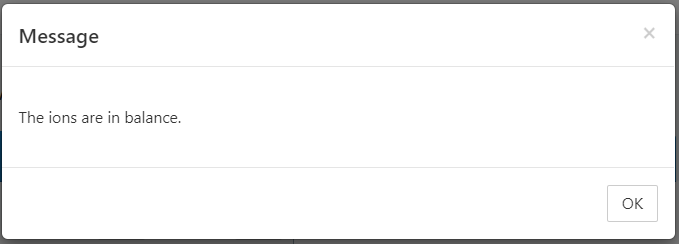 Message
The ions are in balance.
OK